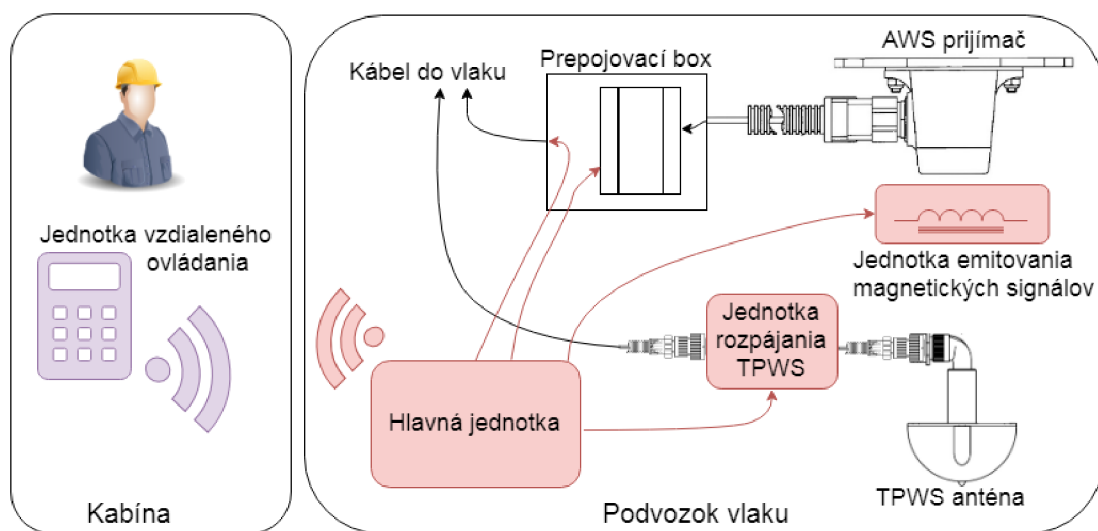 Jednotka vzdialeného
ovládania
Kabína
AWS prijímač
Prepojovací box
Kábel do vlaku
Jednotka emitovania
magnetických signálov
Jednotka
rozpájania
TPWS
Hlavná jednotka
TPWS anténa
Podvozok vlaku